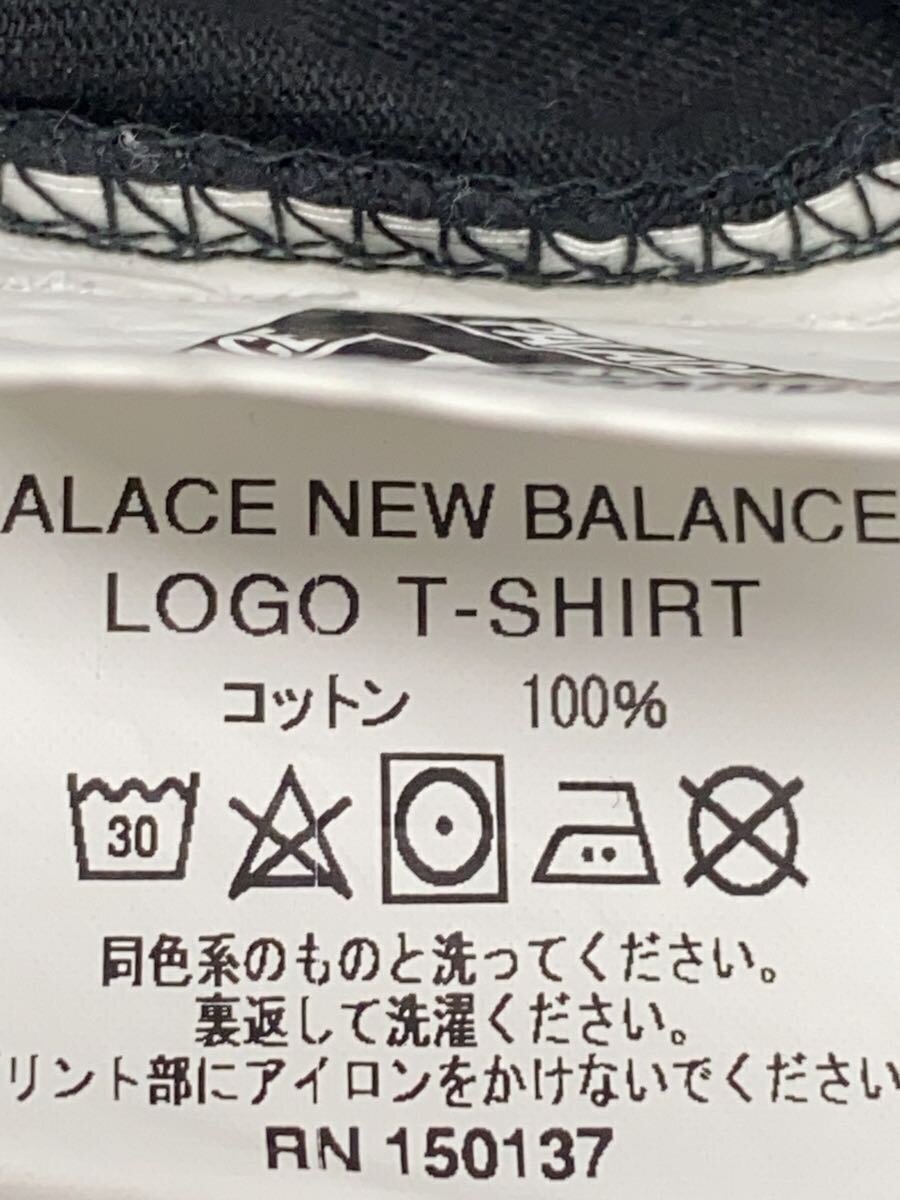 ALACE NEW BALANCE
LOGO T-SHIRT
コットン 100%
30
同色系のものと洗ってください。
裏返して洗濯ください。
リント部にアイロンをかけないでください
RN 150137